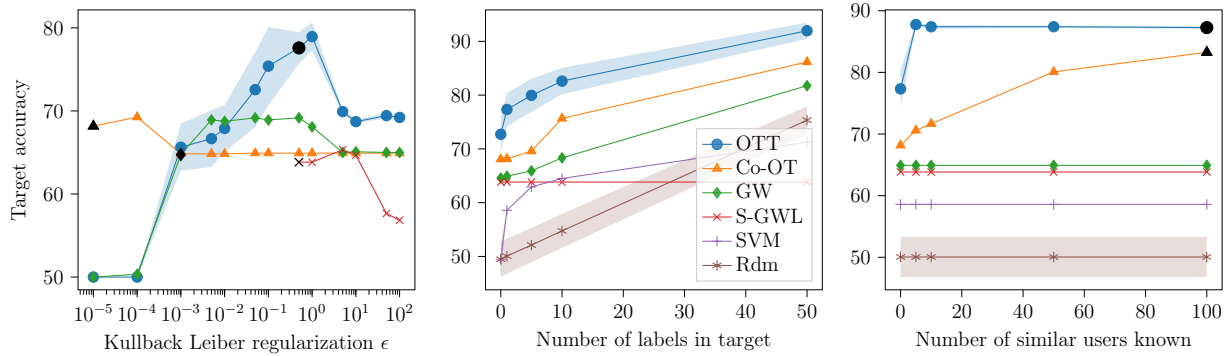 Target accuracy
80
70
60
50
10^-5 10^-4 10^-3 10^-2 10^-1 10^0 10^1 10^2
Kullback Leiber regularization ϵ
90
80
70
60
50
0 10 20 30 40 50
Number of labels in target
OTT
Co-OT
GW
S-GWL
SVM
Rdm
90
80
70
60
50
0 20 40 60 80 100
Number of similar users known